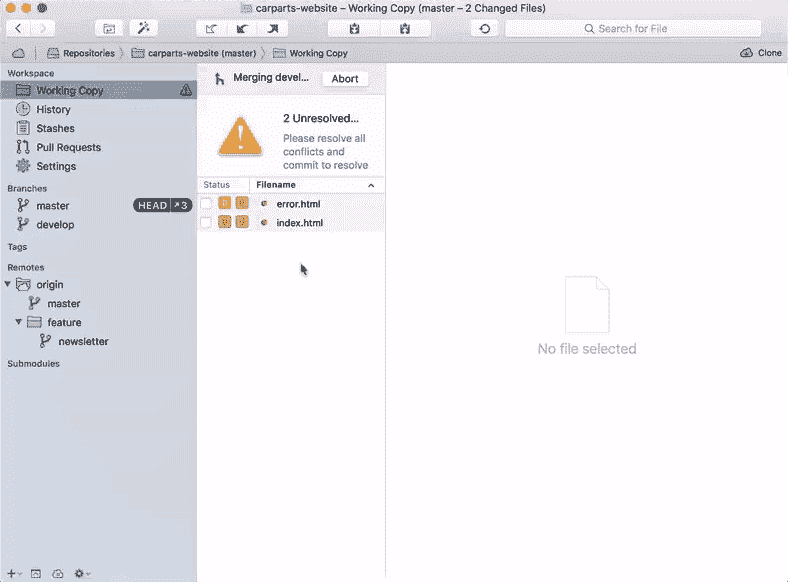 carparts-website – Working Copy (master – 2 Changed Files)
Search for File
Repositories
carparts-website (master)
Working Copy
Clone
Workspace
Working Copy
History
Stashes
Pull Requests
Settings
Branches
master
HEAD ↗3
develop
Tags
Remotes
origin
master
feature
newsletter
Submodules
Merging devel...
Abort
2 Unresolved...
Please resolve all
conflicts and
commit to resolve
Status
Filename
error.html
index.html
No file selected